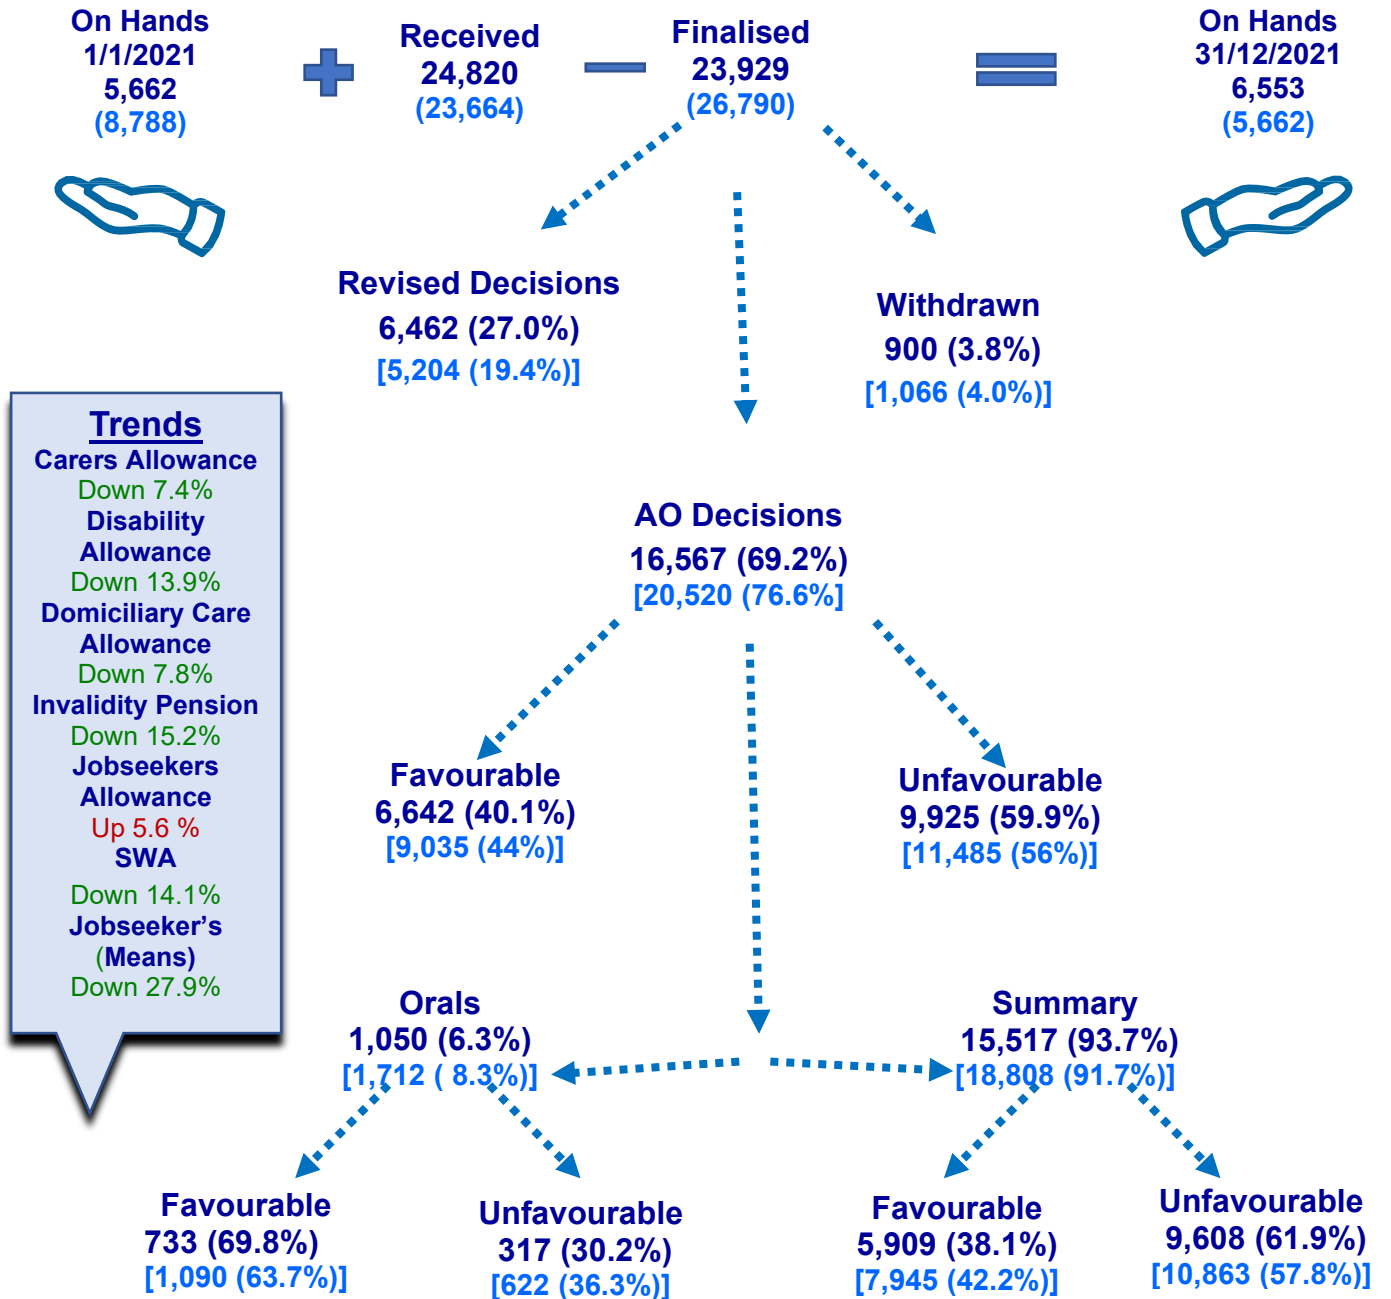 On Hands
1/1/2021
5,662
(8,788)
Received
24,820
(23,664)
Finalised
23,929
(26,790)
On Hands
31/12/2021
6,553
(5,662)
Revised Decisions
6,462 (27.0%)
[5,204 (19.4%)]
Withdrawn
900 (3.8%)
[1,066 (4.0%)]
Trends
Carers Allowance
Down 7.4%
Disability
Allowance
Down 13.9%
Domiciliary Care
Allowance
Down 7.8%
Invalidity Pension
Down 15.2%
Jobseekers
Allowance
Up 5.6 %
SWA
Down 14.1%
Jobseeker’s
(Means)
Down 27.9%
AO Decisions
16,567 (69.2%)
[20,520 (76.6%]
Favourable
6,642 (40.1%)
[9,035 (44%)]
Unfavourable
9,925 (59.9%)
[11,485 (56%)]
Orals
1,050 (6.3%)
[1,712 ( 8.3%)]
Summary
15,517 (93.7%)
[18,808 (91.7%)]
Favourable
733 (69.8%)
[1,090 (63.7%)]
Unfavourable
317 (30.2%)
[622 (36.3%)]
Favourable
5,909 (38.1%)
[7,945 (42.2%)]
Unfavourable
9,608 (61.9%)
[10,863 (57.8%)]